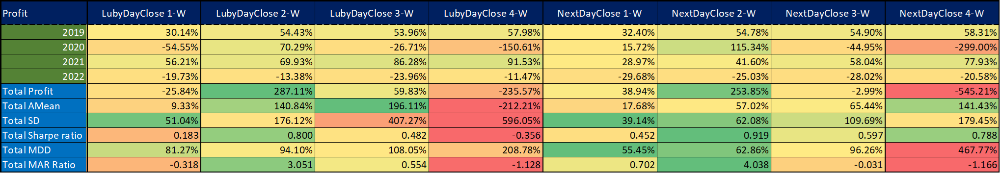 Profit LubyDayClose 1-W LubyDayClose 2-W LubyDayClose 3-W LubyDayClose 4-W NextDayClose 1-W NextDayClose 2-W NextDayClose 3-W NextDayClose 4-W
2019 30.14% 54.43% 53.96% 57.98% 32.40% 54.78% 54.90% 58.31%
2020 -54.55% 70.29% -26.71% -150.61% 15.72% 115.34% -44.95% -299.00%
2021 56.21% 69.93% 86.28% 91.53% 28.97% 41.60% 58.04% 77.93%
2022 -19.73% -13.38% -23.96% -11.47% -29.68% -25.03% -28.02% -20.58%
Total Profit -25.84% 287.11% 59.83% -235.57% 38.94% 253.85% -2.99% -545.21%
Total AMean 9.33% 140.84% 196.11% -212.21% 17.68% 57.02% 65.44% 141.43%
Total SD 51.04% 176.12% 407.27% 596.05% 39.14% 62.08% 109.69% 179.45%
Total Sharpe ratio 0.183 0.800 0.482 -0.356 0.452 0.919 0.597 0.788
Total MDD 81.27% 94.10% 108.05% 208.78% 55.45% 62.86% 96.26% 467.77%
Total MAR Ratio -0.318 3.051 0.554 -1.128 0.702 4.038 -0.031 -1.166